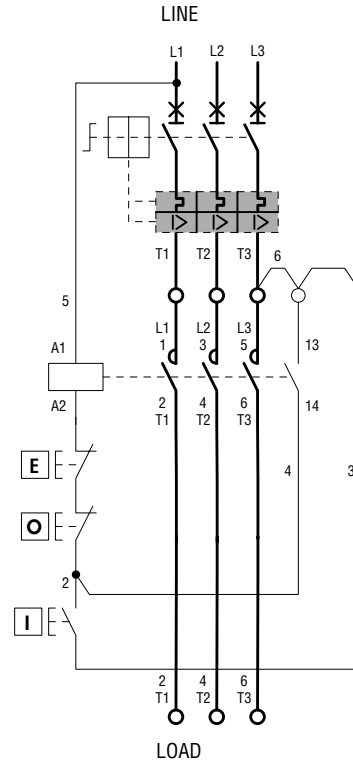 LINE
L1 L2 L3
T1 T2 T3 6
5
L1 L2 L3
1 3 5 13
A1
A2
2 4 6 14
T1 T2 T3
E
4 3
O
2
I
2 4 6
T1 T2 T3
LOAD